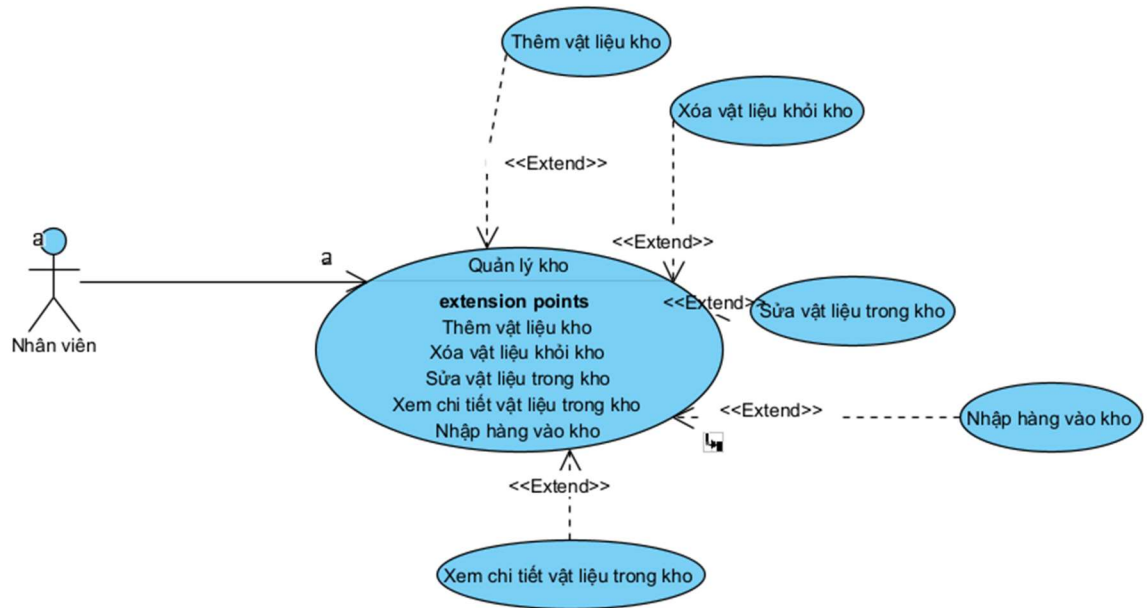 Thêm vật liệu kho
Xóa vật liệu khỏi kho
<<Extend>>
<<Extend>>
a
a
Nhân viên
Quản lý kho
extension points
Thêm vật liệu kho
Xóa vật liệu khỏi kho
Sửa vật liệu trong kho
Xem chi tiết vật liệu trong kho
Nhập hàng vào kho
<<Extend>>
Sửa vật liệu trong kho
<<Extend>>
Nhập hàng vào kho
<<Extend>>
Xem chi tiết vật liệu trong kho